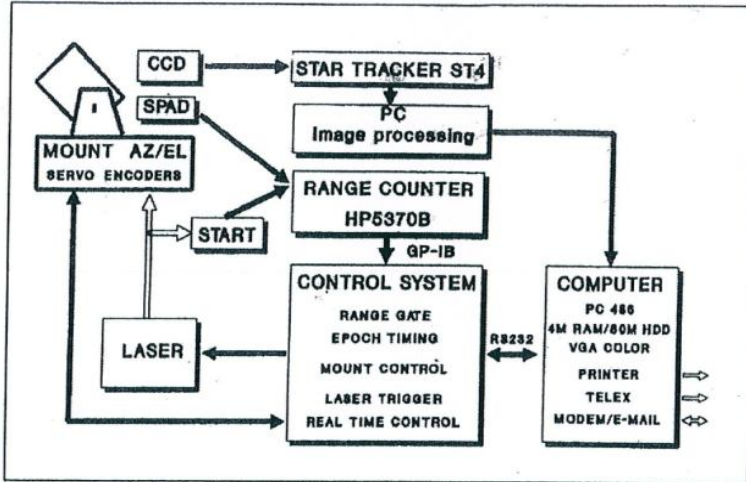 CCD
STAR TRACKER ST4
SPAD
PC
Image processing
MOUNT AZ/EL
SERVO ENCODERS
RANGE COUNTER
HP5370B
START
GP-IB
CONTROL SYSTEM
RANGE GATE
EPOCH TIMING
MOUNT CONTROL
LASER TRIGGER
REAL TIME CONTROL
LASER
RS232
COMPUTER
PC 486
4M RAM/80M HDD
VGA COLOR
PRINTER
TELEX
MODEM/E-MAIL